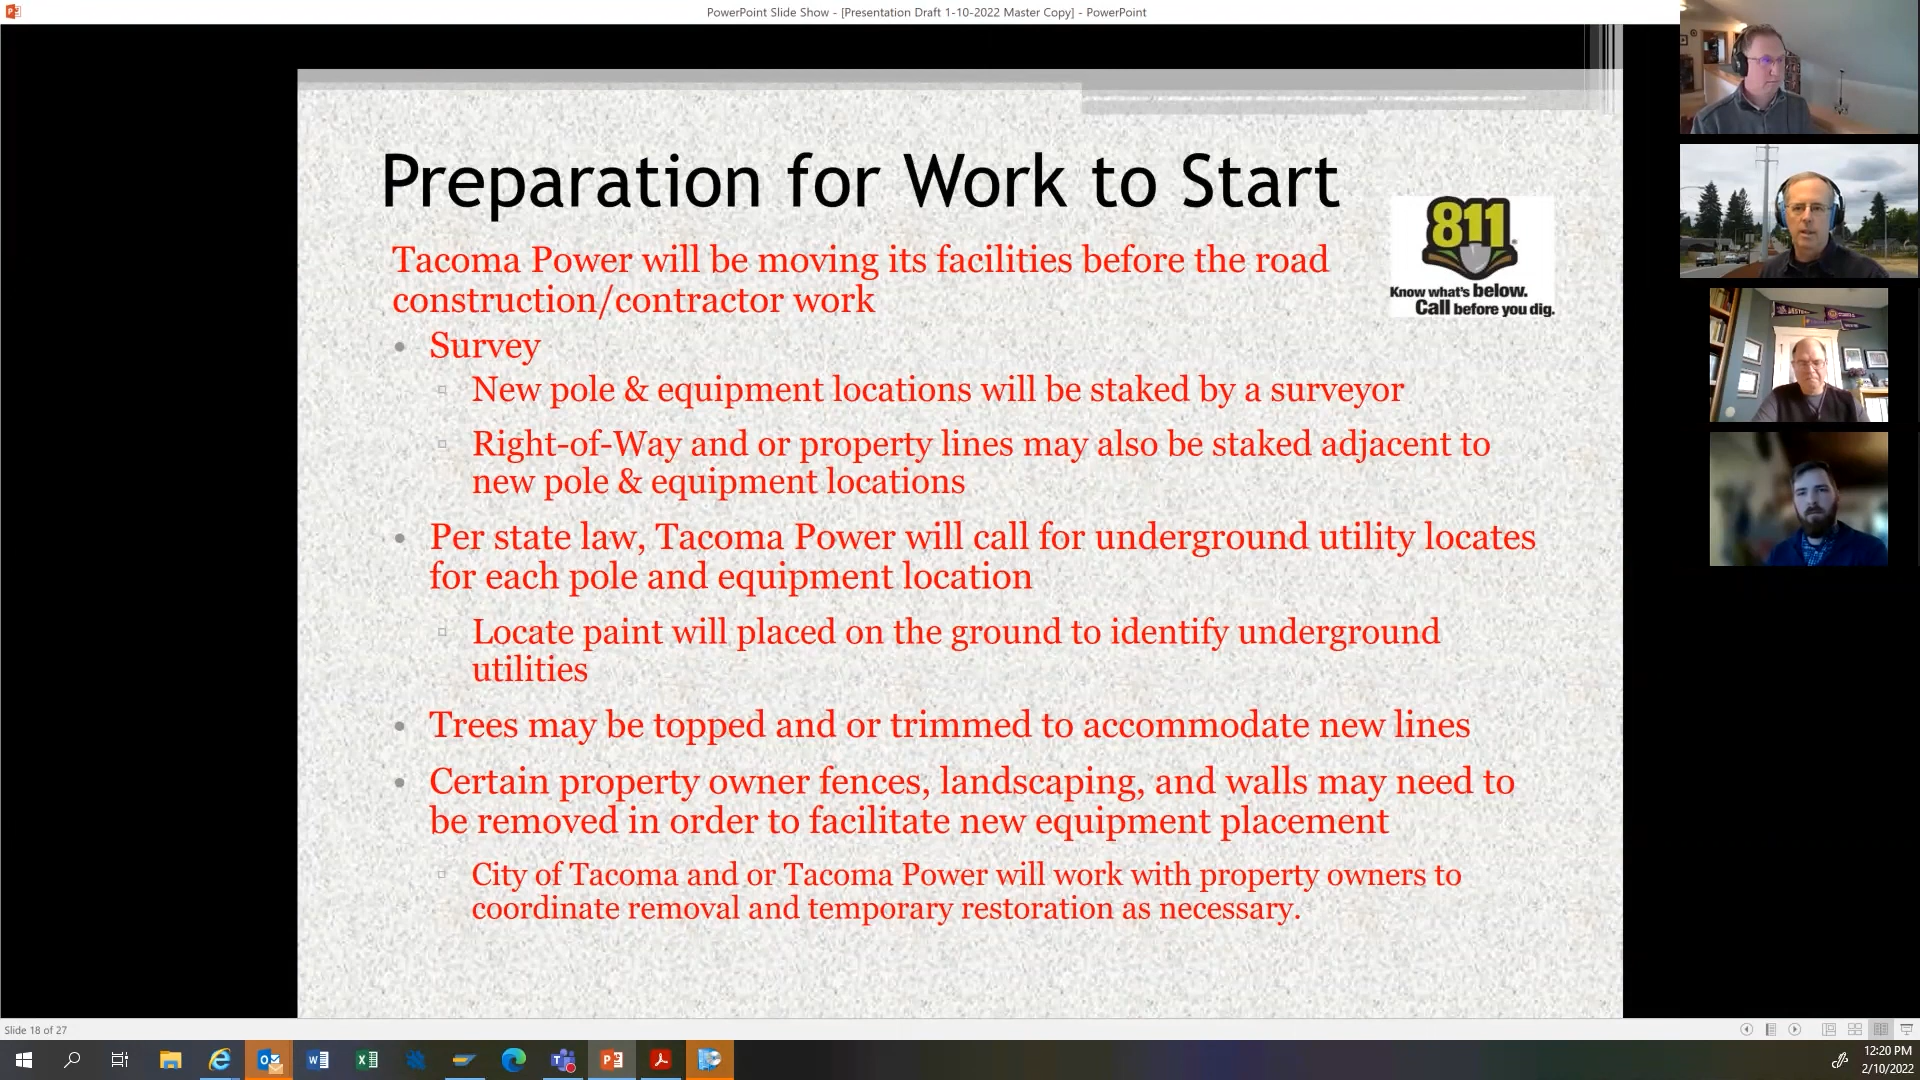 PowerPoint Slide Show - [Presentation Draft 1-10-2022 Master Copy] - PowerPoint
Preparation for Work to Start
811
Know what's below.
Call before you dig.
Tacoma Power will be moving its facilities before the road
construction/contractor work
• Survey
New pole & equipment locations will be staked by a surveyor
Right-of-Way and or property lines may also be staked adjacent to
new pole & equipment locations
• Per state law, Tacoma Power will call for underground utility locates
for each pole and equipment location
Locate paint will placed on the ground to identify underground
utilities
• Trees may be topped and or trimmed to accommodate new lines
• Certain property owner fences, landscaping, and walls may need to
be removed in order to facilitate new equipment placement
City of Tacoma and or Tacoma Power will work with property owners to
coordinate removal and temporary restoration as necessary.
Slide 18 of 27
12:20 PM
2/10/2022